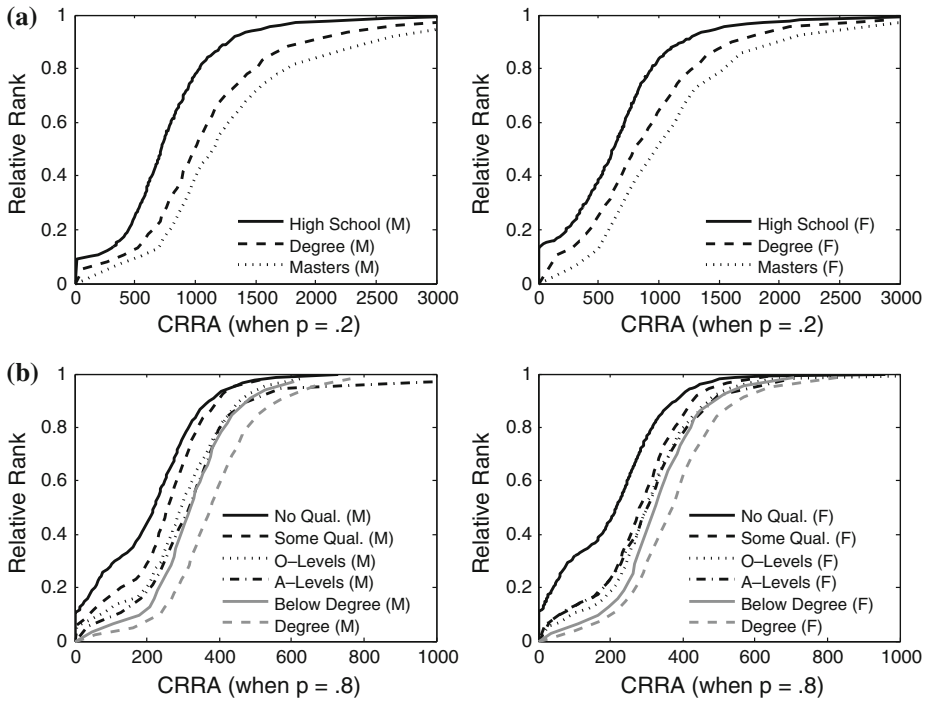 (a)
1
0.8
0.6
0.4
0.2
0
Relative Rank
High School (M)
Degree (M)
Masters (M)
0 500 1000 1500 2000 2500 3000
CRRA (when p = .2)
1
0.8
0.6
0.4
0.2
0
Relative Rank
High School (F)
Degree (F)
Masters (F)
0 500 1000 1500 2000 2500 3000
CRRA (when p = .2)
(b)
1
0.8
0.6
0.4
0.2
0
Relative Rank
No Qual. (M)
Some Qual. (M)
O–Levels (M)
A–Levels (M)
Below Degree (M)
Degree (M)
0 200 400 600 800 1000
CRRA (when p = .8)
1
0.8
0.6
0.4
0.2
0
Relative Rank
No Qual. (F)
Some Qual. (F)
O–Levels (F)
A–Levels (F)
Below Degree (F)
Degree (F)
0 200 400 600 800 1000
CRRA (when p = .8)